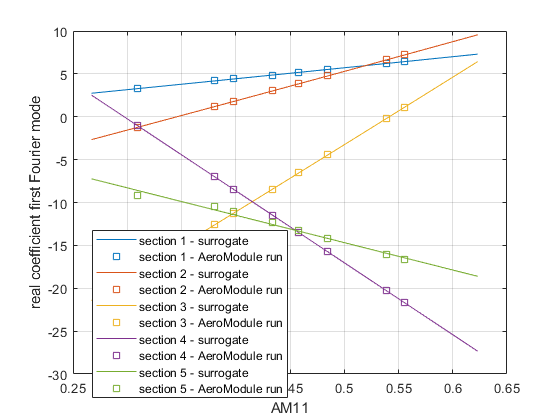 10
5
0
-5
-10
-15
-20
-25
-30
real coefficient first Fourier mode
section 1 - surrogate
section 1 - AeroModule run
section 2 - surrogate
section 2 - AeroModule run
section 3 - surrogate
section 3 - AeroModule run
section 4 - surrogate
section 4 - AeroModule run
section 5 - surrogate
section 5 - AeroModule run
0.25 .45 0.5 0.55 0.6 0.65
AM11